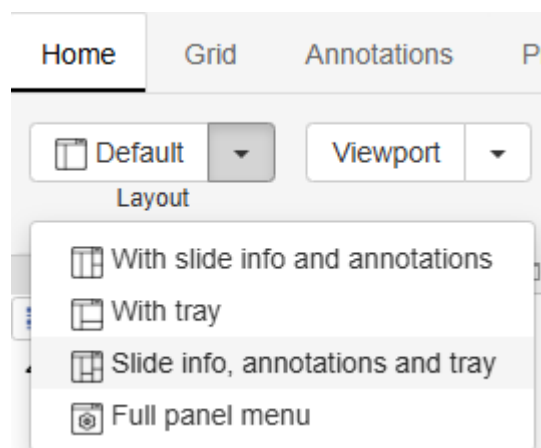 Home Grid Annotations P
Default Viewport
Layout
With slide info and annotations
With tray
Slide info, annotations and tray
Full panel menu